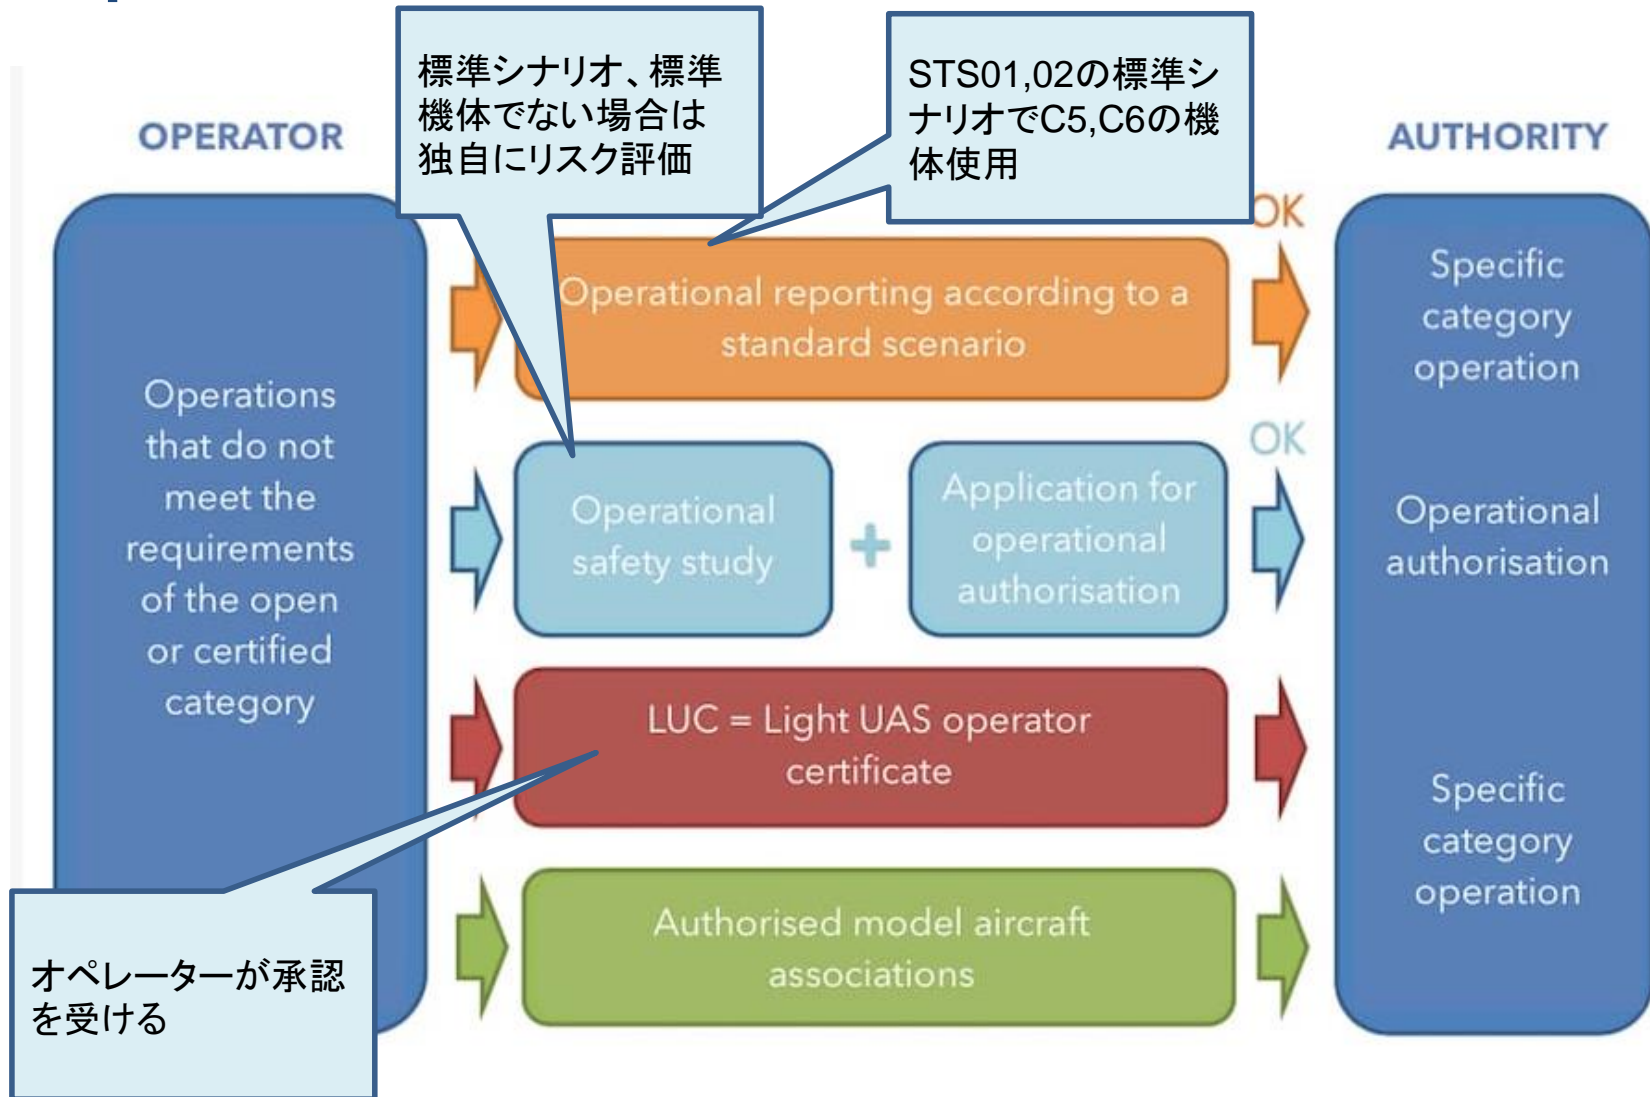 標準シナリオ、標準
機体でない場合は
独自にリスク評価
STS01,02の標準シ
ナリオでC5,C6の機
体使用
OPERATOR
AUTHORITY
Operations
that do not
meet the
requirements
of the open
or certified
category
OK
Operational reporting according to a
standard scenario
Specific
category
operation
OK
Operational
safety study
+
Application for
operational
authorisation
Operational
authorisation
LUC = Light UAS operator
certificate
Specific
category
operation
Authorised model aircraft
associations
オペレーターが承認
を受ける